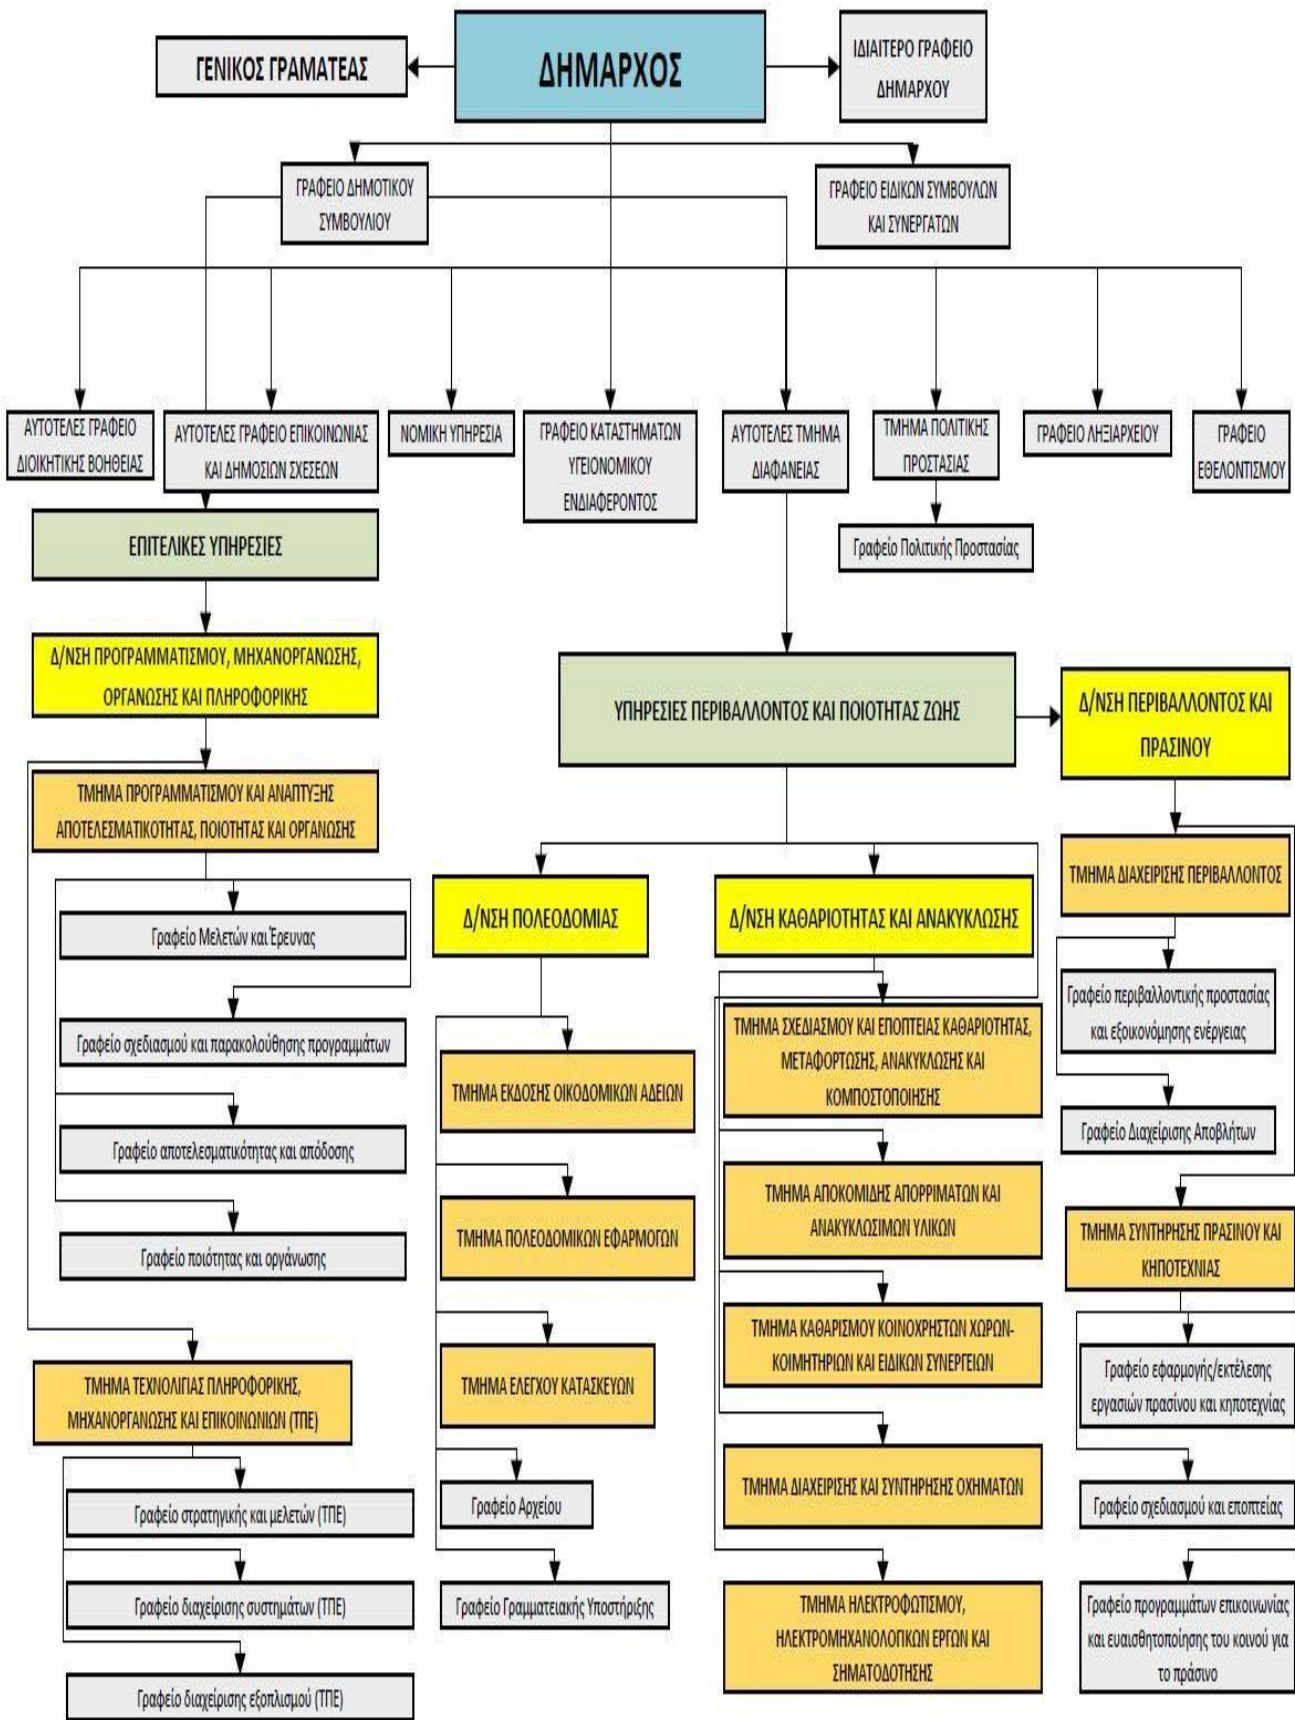 ΓΕΝΙΚΟΣ ΓΡΑΜΑΤΕΑΣ
ΔΗΜΑΡΧΟΣ
ΙΔΙΑΙΤΕΡΟ ΓΡΑΦΕΙΟ
ΔΗΜΑΡΧΟΥ
ΓΡΑΦΕΙΟ ΔΗΜΟΤΙΚΟΥ
ΣΥΜΒΟΥΛΙΟΥ
ΓΡΑΦΕΙΟ ΕΙΔΙΚΩΝ ΣΥΜΒΟΥΛΩΝ
ΚΑΙ ΣΥΝΕΡΓΑΤΩΝ
ΑΥΤΟΤΕΛΕΣ ΓΡΑΦΕΙΟ
ΔΙΟΙΚΗΤΙΚΗΣ ΒΟΗΘΕΙΑΣ
ΑΥΤΟΤΕΛΕΣ ΓΡΑΦΕΙΟ ΕΠΙΚΟΙΝΩΝΙΑΣ
ΚΑΙ ΔΗΜΟΣΙΩΝ ΣΧΕΣΕΩΝ
ΝΟΜΙΚΗ ΥΠΗΡΕΣΙΑ
ΓΡΑΦΕΙΟ ΚΑΤΑΣΤΗΜΑΤΩΝ
ΥΓΕΙΟΝΟΜΙΚΟΥ
ΕΝΔΙΑΦΕΡΟΝΤΟΣ
ΑΥΤΟΤΕΛΕΣ ΤΜΗΜΑ
ΔΙΑΦΑΝΕΙΑΣ
ΤΜΗΜΑ ΠΟΛΙΤΙΚΗΣ
ΠΡΟΣΤΑΣΙΑΣ
ΓΡΑΦΕΙΟ ΛΗΞΙΑΡΧΕΙΟΥ
ΓΡΑΦΕΙΟ
ΕΘΕΛΟΝΤΙΣΜΟΥ
Γραφείο Πολιτικής Προστασίας
ΕΠΙΤΕΛΙΚΕΣ ΥΠΗΡΕΣΙΕΣ
Δ/ΝΣΗ ΠΡΟΓΡΑΜΜΑΤΙΣΜΟΥ, ΜΗΧΑΝΟΡΓΑΝΩΣΗΣ,
ΟΡΓΑΝΩΣΗΣ ΚΑΙ ΠΛΗΡΟΦΟΡΙΚΗΣ
ΤΜΗΜΑ ΠΡΟΓΡΑΜΜΑΤΙΣΜΟΥ ΚΑΙ ΑΝΑΠΤΥΞΗΣ
ΑΠΟΤΕΛΕΣΜΑΤΙΚΟΤΗΤΑΣ, ΠΟΙΟΤΗΤΑΣ ΚΑΙ ΟΡΓΑΝΩΣΗΣ
Γραφείο Μελετών και Έρευνας
Γραφείο σχεδιασμού και παρακολούθησης προγραμμάτων
Γραφείο αποτελεσματικότητας και απόδοσης
Γραφείο ποιότητας και οργάνωσης
ΤΜΗΜΑ ΤΕΧΝΟΛΙΓΙΑΣ ΠΛΗΡΟΦΟΡΙΚΗΣ,
ΜΗΧΑΝΟΡΓΑΝΩΣΗΣ ΚΑΙ ΕΠΙΚΟΙΝΩΝΙΩΝ (ΤΠΕ)
Γραφείο στρατηγικής και μελετών (ΤΠΕ)
Γραφείο διαχείρισης συστημάτων (ΤΠΕ)
Γραφείο διαχείρισης εξοπλισμού (ΤΠΕ)
ΥΠΗΡΕΣΙΕΣ ΠΕΡΙΒΑΛΛΟΝΤΟΣ ΚΑΙ ΠΟΙΟΤΗΤΑΣ ΖΩΗΣ
Δ/ΝΣΗ ΠΟΛΕΟΔΟΜΙΑΣ
ΤΜΗΜΑ ΕΚΔΟΣΗΣ ΟΙΚΟΔΟΜΙΚΩΝ ΑΔΕΙΩΝ
ΤΜΗΜΑ ΠΟΛΕΟΔΟΜΙΚΩΝ ΕΦΑΡΜΟΓΩΝ
ΤΜΗΜΑ ΕΛΕΓΧΟΥ ΚΑΤΑΣΚΕΥΩΝ
Γραφείο Αρχείου
Γραφείο Γραμματειακής Υποστήριξης
Δ/ΝΣΗ ΚΑΘΑΡΙΟΤΗΤΑΣ ΚΑΙ ΑΝΑΚΥΚΛΩΣΗΣ
ΤΜΗΜΑ ΣΧΕΔΙΑΣΜΟΥ ΚΑΙ ΕΠΟΠΤΕΙΑΣ ΚΑΘΑΡΙΟΤΗΤΑΣ,
ΜΕΤΑΦΟΡΤΩΣΗΣ, ΑΝΑΚΥΚΛΩΣΗΣ ΚΑΙ
ΚΟΜΠΟΣΤΟΠΟΙΗΣΗΣ
ΤΜΗΜΑ ΑΠΟΚΟΜΙΔΗΣ ΑΠΟΡΡΙΜΑΤΩΝ ΚΑΙ
ΑΝΑΚΥΚΛΩΣΙΜΩΝ ΥΛΙΚΩΝ
ΤΜΗΜΑ ΚΑΘΑΡΙΣΜΟΥ ΚΟΙΝΟΧΡΗΣΤΩΝ ΧΩΡΩΝ-
ΚΟΙΜΗΤΗΡΙΩΝ ΚΑΙ ΕΙΔΙΚΩΝ ΣΥΝΕΡΓΕΙΩΝ
ΤΜΗΜΑ ΔΙΑΧΕΙΡΙΣΗΣ ΚΑΙ ΣΥΝΤΗΡΗΣΗΣ ΟΧΗΜΑΤΩΝ
ΤΜΗΜΑ ΗΛΕΚΤΡΟΦΩΤΙΣΜΟΥ,
ΗΛΕΚΤΡΟΜΗΧΑΝΟΛΟΓΙΚΩΝ ΕΡΓΩΝ ΚΑΙ
ΣΗΜΑΤΟΔΟΤΗΣΗΣ
Δ/ΝΣΗ ΠΕΡΙΒΑΛΛΟΝΤΟΣ ΚΑΙ
ΠΡΑΣΙΝΟΥ
ΤΜΗΜΑ ΔΙΑΧΕΙΡΙΣΗΣ ΠΕΡΙΒΑΛΛΟΝΤΟΣ
Γραφείο περιβαλλοντικής προστασίας
και εξοικονόμησης ενέργειας
Γραφείο Διαχείρισης Αποβλήτων
ΤΜΗΜΑ ΣΥΝΤΗΡΗΣΗΣ ΠΡΑΣΙΝΟΥ ΚΑΙ
ΚΗΠΟΤΕΧΝΙΑΣ
Γραφείο εφαρμογής/εκτέλεσης
εργασιών πρασίνου και κηποτεχνίας
Γραφείο σχεδιασμού και εποπτείας
Γραφείο προγραμμάτων επικοινωνίας
και ευαισθητοποίησης του κοινού για
το πράσινο